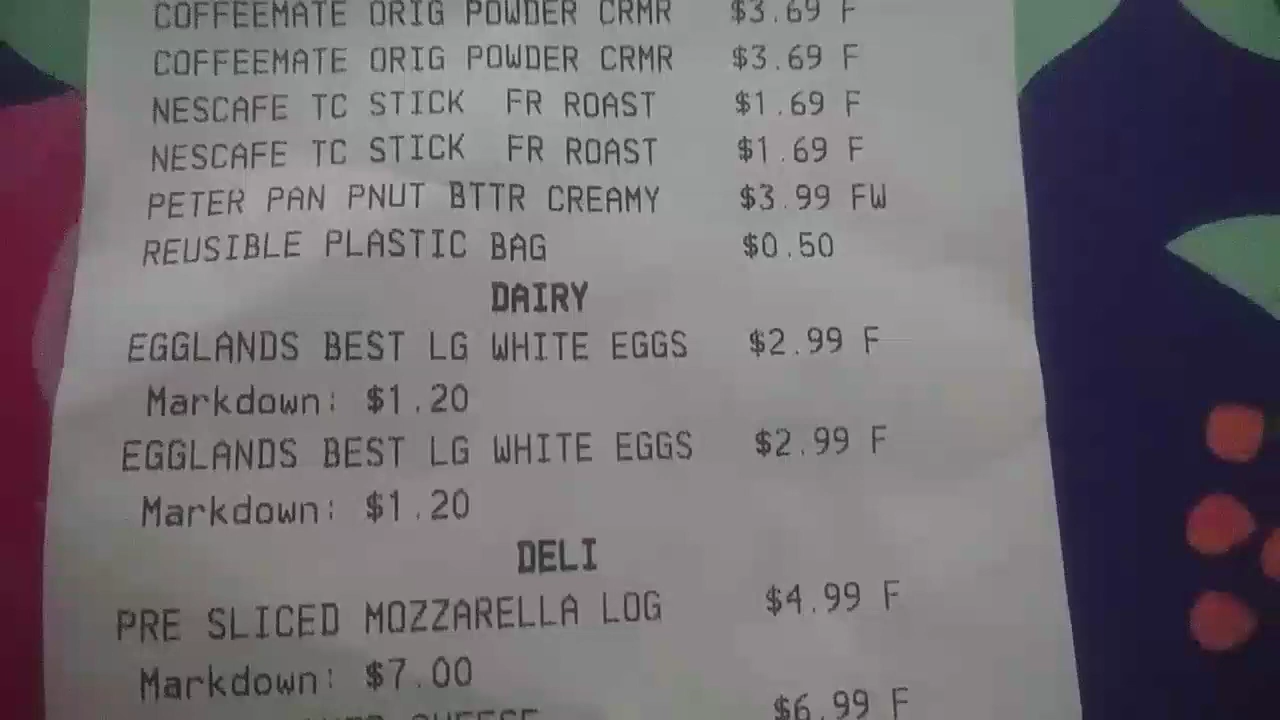 COFFEEMATE ORIG POWDER CRMR $3.69 F
COFFEEMATE ORIG POWDER CRMR $3.69 F
NESCAFE TC STICK FR ROAST $1.69 F
NESCAFE TC STICK FR ROAST $1.69 F
PETER PAN PNUT BTTR CREAMY $3.99 FW
REUSIBLE PLASTIC BAG $0.50
DAIRY
EGGLANDS BEST LG WHITE EGGS $2.99 F
Markdown: $1.20
EGGLANDS BEST LG WHITE EGGS $2.99 F
Markdown: $1.20
DELI
PRE SLICED MOZZARELLA LOG $4.99 F
Markdown: $7.00
CHEESE $6.99 F